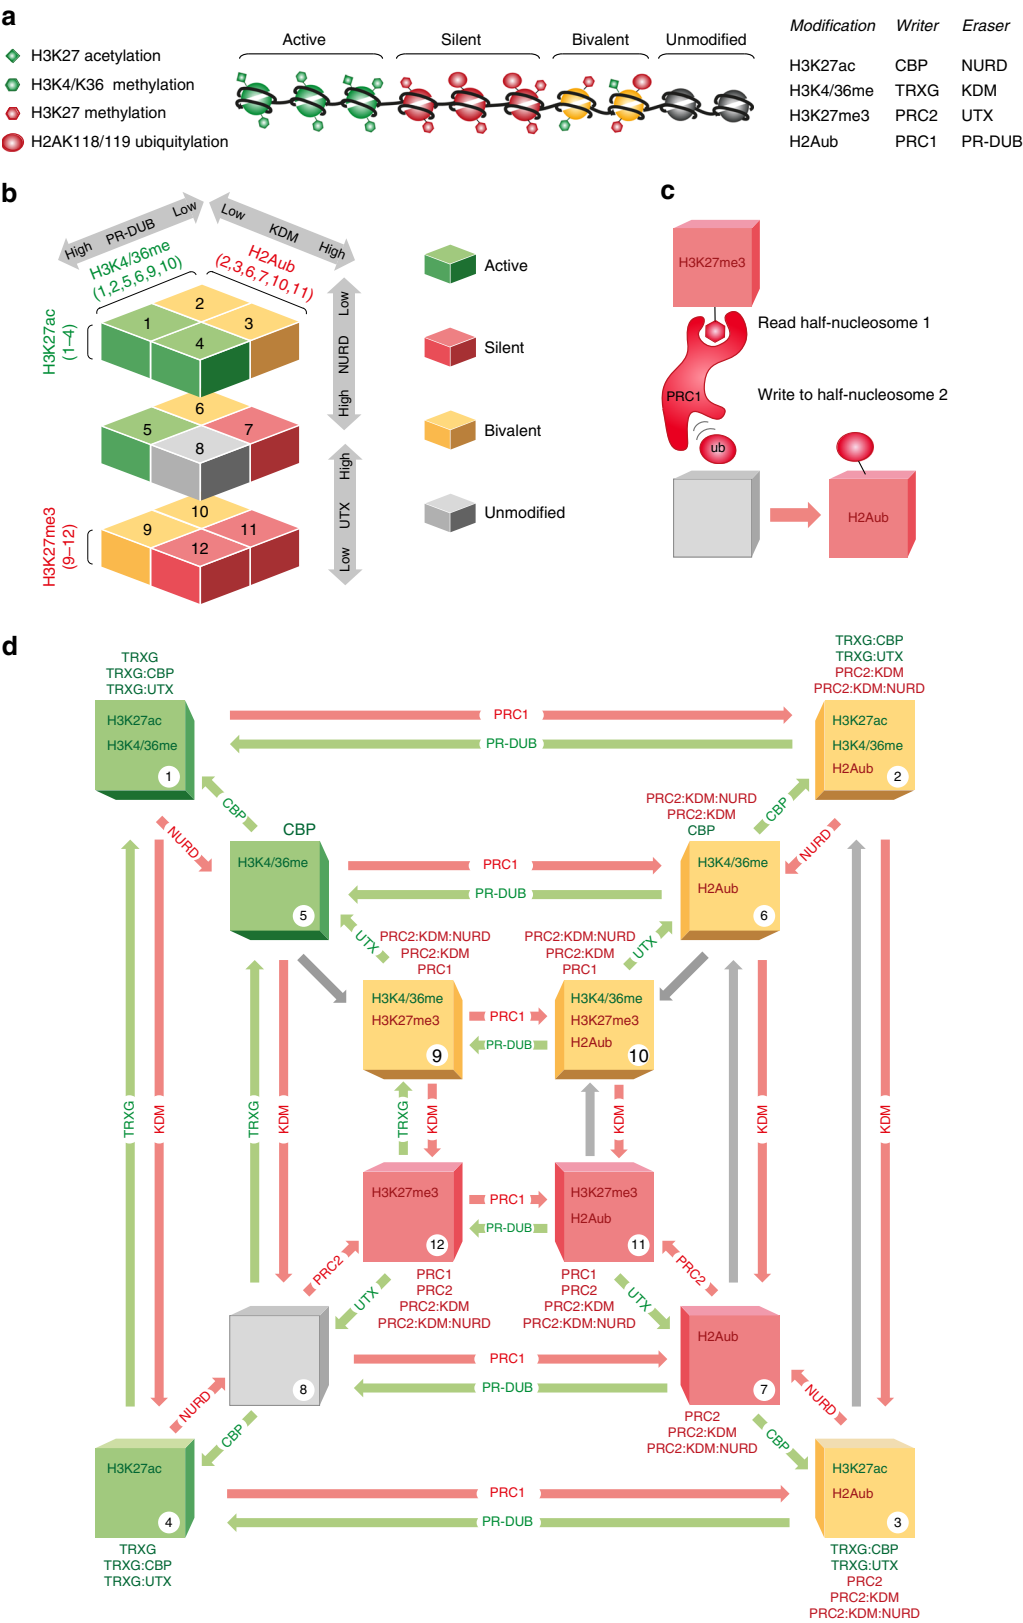 a
H3K27 acetylation
H3K4/K36 methylation
H3K27 methylation
H2AK118/119 ubiquitylation
Active
Silent
Bivalent
Unmodified
Modification Writer Eraser
H3K27ac CBP NURD
H3K4/36me TRXG KDM
H3K27me3 PRC2 UTX
H2Aub PRC1 PR-DUB
b
High PR-DUB Low
Low KDM High
H3K4/36me
(1,2,5,6,9,10)
H2Aub
(2,3,6,7,10,11)
H3K27ac
(1–4)
H3K27me3
(9–12)
1
2
3
4
5
6
7
8
9
10
11
12
Low NURD High
High UTX Low
Active
Silent
Bivalent
Unmodified
c
H3K27me3
Read half-nucleosome 1
PRC1
Write to half-nucleosome 2
ub
H2Aub
d
TRXG
TRXG:CBP
TRXG:UTX
H3K27ac
H3K4/36me
1
PRC1
PR-DUB
TRXG:CBP
TRXG:UTX
PRC2:KDM
PRC2:KDM:NURD
H3K27ac
H3K4/36me
H2Aub
2
CBP
NURD
CBP
H3K4/36me
5
PRC1
PR-DUB
PRC2:KDM:NURD
PRC2:KDM
CBP
H3K4/36me
H2Aub
6
CBP
NURD
UTX
PRC2:KDM:NURD
PRC2:KDM
PRC1
H3K4/36me
H3K27me3
9
PRC1
PR-DUB
PRC2:KDM:NURD
PRC2:KDM
PRC1
UTX
H3K4/36me
H3K27me3
H2Aub
10
TRXG
KDM
TRXG
KDM
TRXG
KDM
KDM
KDM
KDM
H3K27me3
12
PRC1
PR-DUB
H3K27me3
H2Aub
11
PRC1
PRC2
PRC2:KDM
PRC2:KDM:NURD
PRC1
PRC2
PRC2:KDM
PRC2:KDM:NURD
PRC2
UTX
UTX
PRC2
8
PRC1
PR-DUB
H2Aub
7
PRC2
PRC2:KDM
PRC2:KDM:NURD
NURD
CBP
CBP
NURD
H3K27ac
4
TRXG
TRXG:CBP
TRXG:UTX
PRC1
PR-DUB
H3K27ac
H2Aub
3
TRXG:CBP
TRXG:UTX
PRC2
PRC2:KDM
PRC2:KDM:NURD